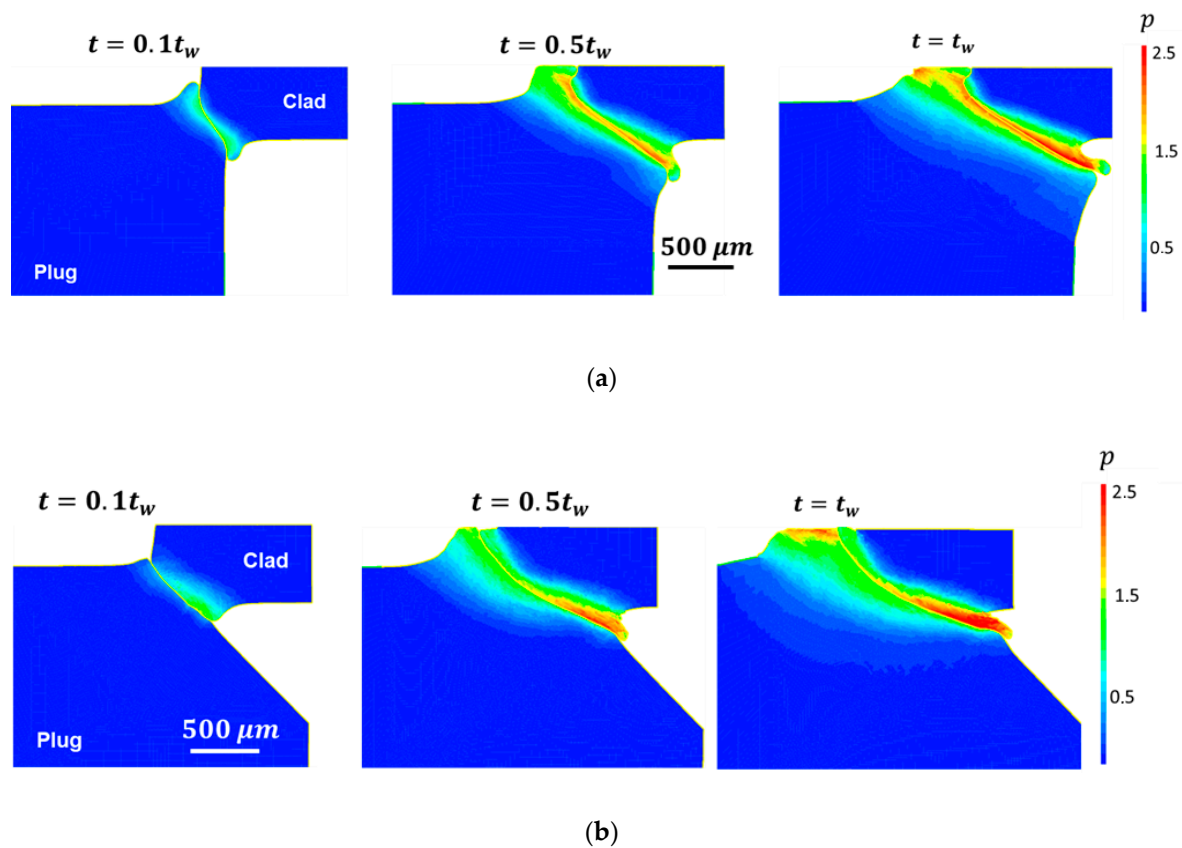 t = 0.1t_w t = 0.5t_w t = t_w p
2.5
Clad
1.5
0.5
500 μm
Plug
(a)
p
t = 0.1t_w t = 0.5t_w t = t_w
2.5
Clad
1.5
0.5
500 μm
Plug
(b)